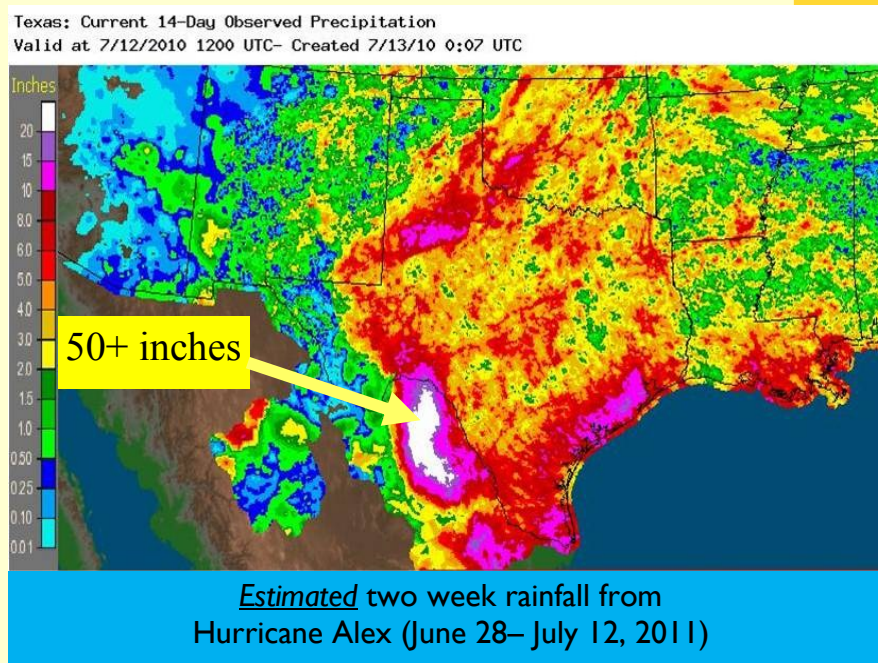 Texas: Current 14-Day Observed Precipitation
Valid at 7/12/2010 1200 UTC- Created 7/13/10 0:07 UTC
Inches
20
15
10
8.0
6.0
5.0
4.0
3.0
2.0
1.5
1.0
0.50
0.25
0.10
0.01
50+ inches
Estimated two week rainfall from
Hurricane Alex (June 28– July 12, 2011)